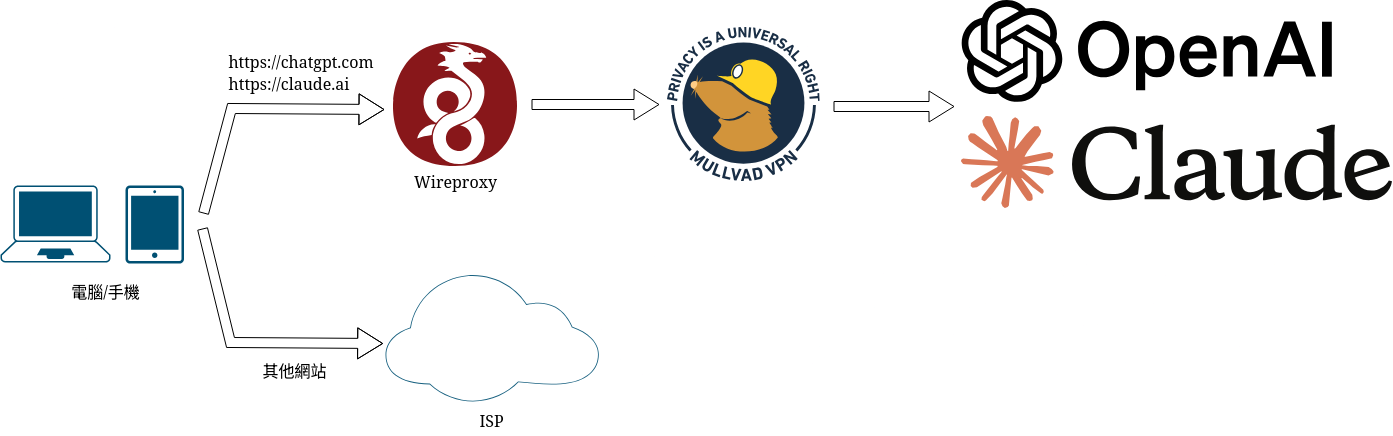 https://chatgpt.com
https://claude.ai
Wireproxy
PRIVACY IS A UNIVERSAL RIGHT
MULLVAD VPN
OpenAI
Claude
電腦/手機
其他網站
ISP